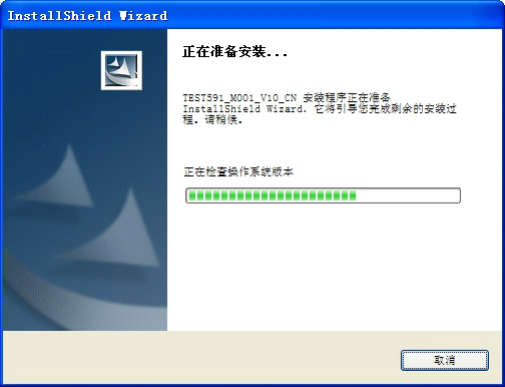 InstallShield Wizard
正在准备安装...
TEST591_M001_V10_CN 安装程序正在准备
InstallShield Wizard，它将引导您完成剩余的安装过
程。请稍候。
正在检查操作系统版本
取消